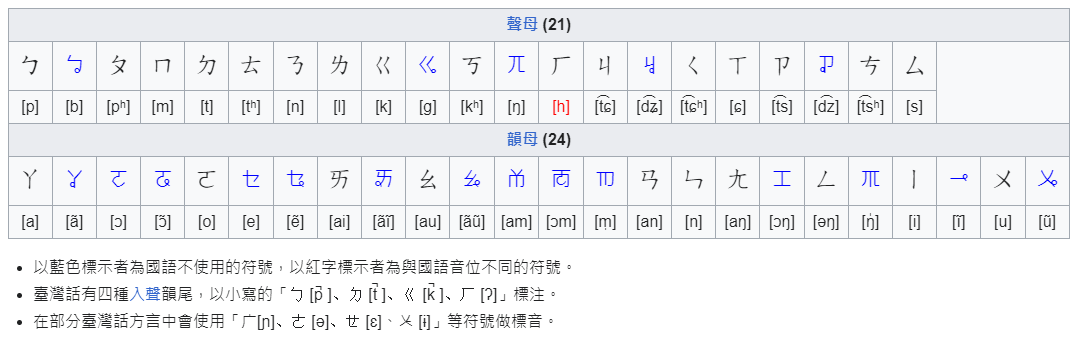 聲母 (21)
ㄅ ㆠ ㄆ ㄇ ㄉ ㄊ ㄋ ㄌ ㄍ ㆣ ㄎ ㆭ ㄏ ㄐ ㆢ ㄑ ㄒ ㄗ ㆡ ㄘ ㄙ
[p] [b] [pʰ] [m] [t] [tʰ] [n] [l] [k] [g] [kʰ] [ŋ] [h] [t͡ɕ] [d͡ʑ] [t͡ɕʰ] [ɕ] [t͡s] [d͡z] [t͡sʰ] [s]
韻母 (24)
ㄚ ㆩ ㆦ ㆧ ㄛ ㆤ ㆥ ㄞ ㆮ ㄠ ㆯ ㆰ ㆱ ㆬ ㄢ ㄣ ㄤ ㆲ ㄥ ㆭ ㄧ ㆪ ㄨ ㆫ
[a] [ã] [ɔ] [ɔ̃] [o] [e] [ẽ] [ai] [ãĩ] [au] [ãũ] [am] [ɔm] [m̩] [an] [n] [aŋ] [ɔŋ] [əŋ] [ŋ̍] [i] [ĩ] [u] [ũ]
以藍色標示者為國語不使用的符號，以紅字標示者為與國語音位不同的符號。
臺灣話有四種入聲韻尾，以小寫的「ㄅ [p̚ ]、ㄉ [t̚ ]、ㄍ [k̚ ]、ㄏ [ʔ]」標注。
在部分臺灣話方言中會使用「ㄬ[ɲ]、ㄜ [ə]、ㄝ [ɛ]、ㆨ [ɨ]」等符號做標音。